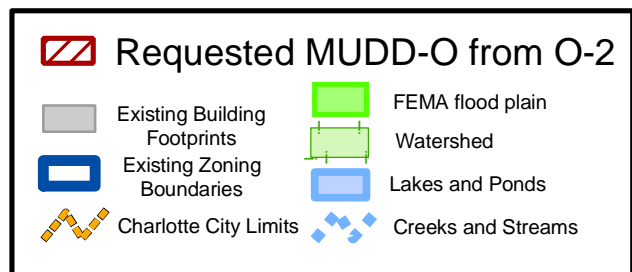 Requested MUDD-O from O-2
Existing Building
Footprints
Existing Zoning
Boundaries
Charlotte City Limits
FEMA flood plain
Watershed
Lakes and Ponds
Creeks and Streams